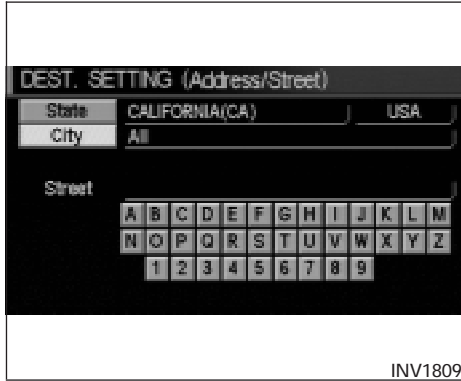 DEST. SETTING (Address/Street)
State CALIFORNIA(CA) USA
City All
Street
A B C D E F G H I J K L M
N O P Q R S T U V W X Y Z
1 2 3 4 5 6 7 8 9
INV1809